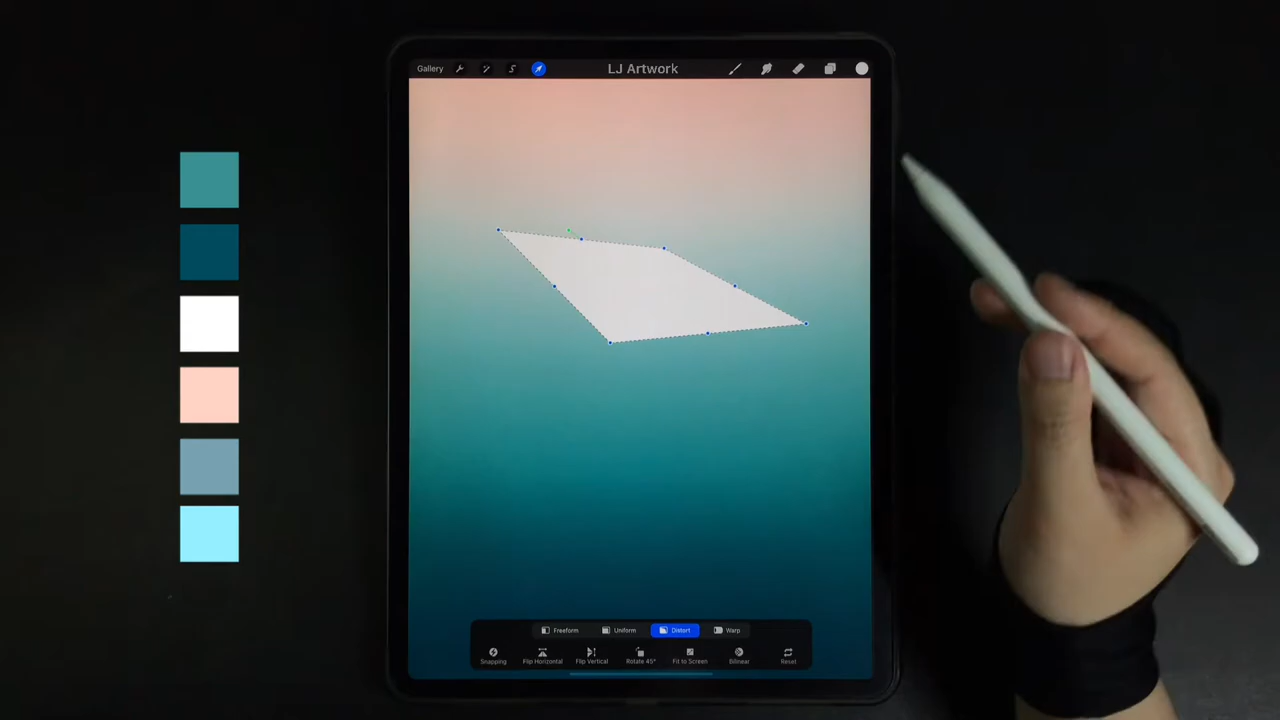 Gallery
LJ Artwork
Freeform
Uniform
Distort
Warp
Snapping
Flip Horizontal
Flip Vertical
Rotate 45°
Fit to Screen
Bilinear
Reset